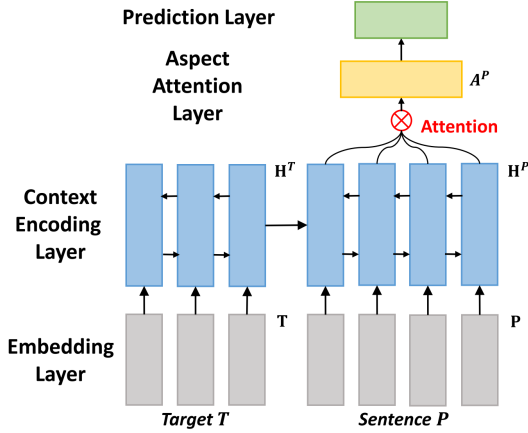 Prediction Layer
Aspect
Attention
Layer
A^P
Attention
H^T
H^P
Context
Encoding
Layer
T
P
Embedding
Layer
Target T
Sentence P